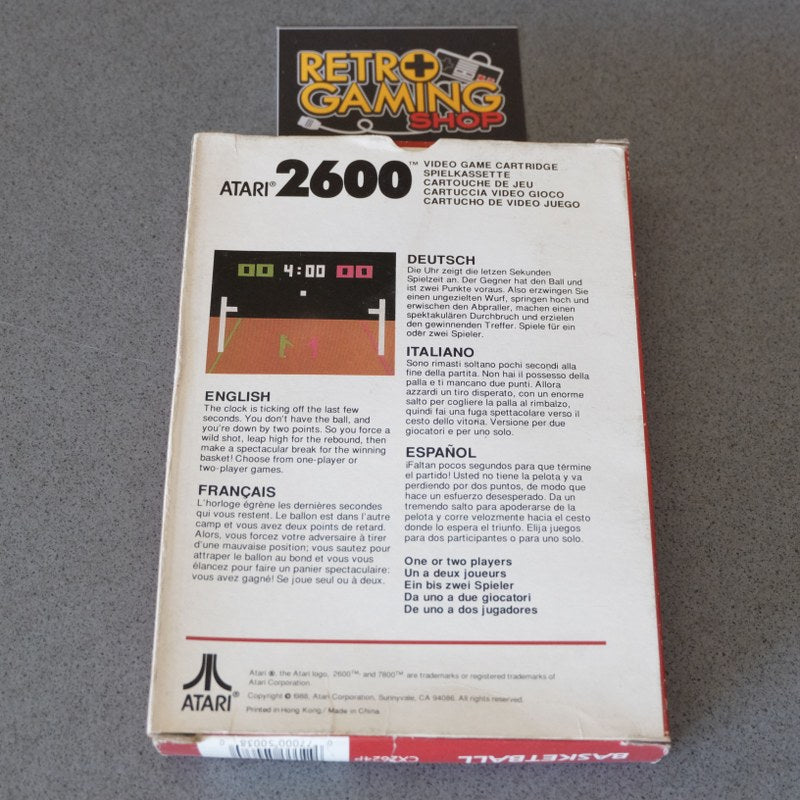 RETRO
GAMING
SHOP
ATARI® 2600™
VIDEO GAME CARTRIDGE
SPIELKASSETTE
CARTOUCHE DE JEU
CARTUCCIA VIDEO GIOCO
CARTUCHO DE VIDEO JUEGO
00 4:00 00
ENGLISH
The clock is ticking off the last few
seconds. You don't have the ball, and
you're down by two points. So you force a
wild shot, leap high for the rebound, then
make a spectacular break for the winning
basket! Choose from one-player or
two-player games.
FRANÇAIS
L'horloge égrène les dernières secondes
qui vous restent. Le ballon est dans l'autre
camp et vous avez deux points de retard.
Alors, vous forcez votre adversaire à tirer
d'une mauvaise position; vous sautez pour
attraper le ballon au bond et vous vous
élancez pour faire un panier spectaculaire:
vous avez gagné! Se joue seul ou à deux.
DEUTSCH
Die Uhr zeigt die letzen Sekunden
Spielzeit an. Der Gegner hat den Ball und
ist zwei Punkte voraus. Also erzwingen Sie
einen ungezielten Wurf, springen hoch und
erwischen den Abpraller, machen einen
spektakulären Durchbruch und erzielen
den gewinnenden Treffer. Spiele für ein
oder zwei Spieler.
ITALIANO
Sono rimasti soltano pochi secondi alla
fine della partita. Non hai il possesso della
palla e ti mancano due punti. Allora
azzardi un tiro disperato, con un enorme
salto per cogliere la palla al rimbalzo,
quindi fai una fuga spettacolare verso il
cesto dello vitoria. Versione per due
giocatori e per uno solo.
ESPAÑOL
¡Faltan pocos segundos para que termine
el partido! Usted no tiene la pelota y va
perdiendo por dos puntos, de modo que
hace un esfuerzo desesperado. Da un
tremendo salto para apoderarse de la
pelota y corre velozmente hacia el cesto
donde lo espera el triunfo. Elija juegos
para dos participantes o para uno solo.
One or two players
Un a deux joueurs
Ein bis zwei Spieler
Da uno a due giocatori
De uno a dos jugadores
ATARI®
Atari ®, the Atari logo, 2600™, and 7800™ are trademarks or registered trademarks of
Atari Corporation.
Copyright © 1988, Atari Corporation, Sunnyvale, CA 94086. All rights reserved.
Printed in Hong Kong / Made in China.
BASKETBALL
CX2624P
0 77000 50038 0